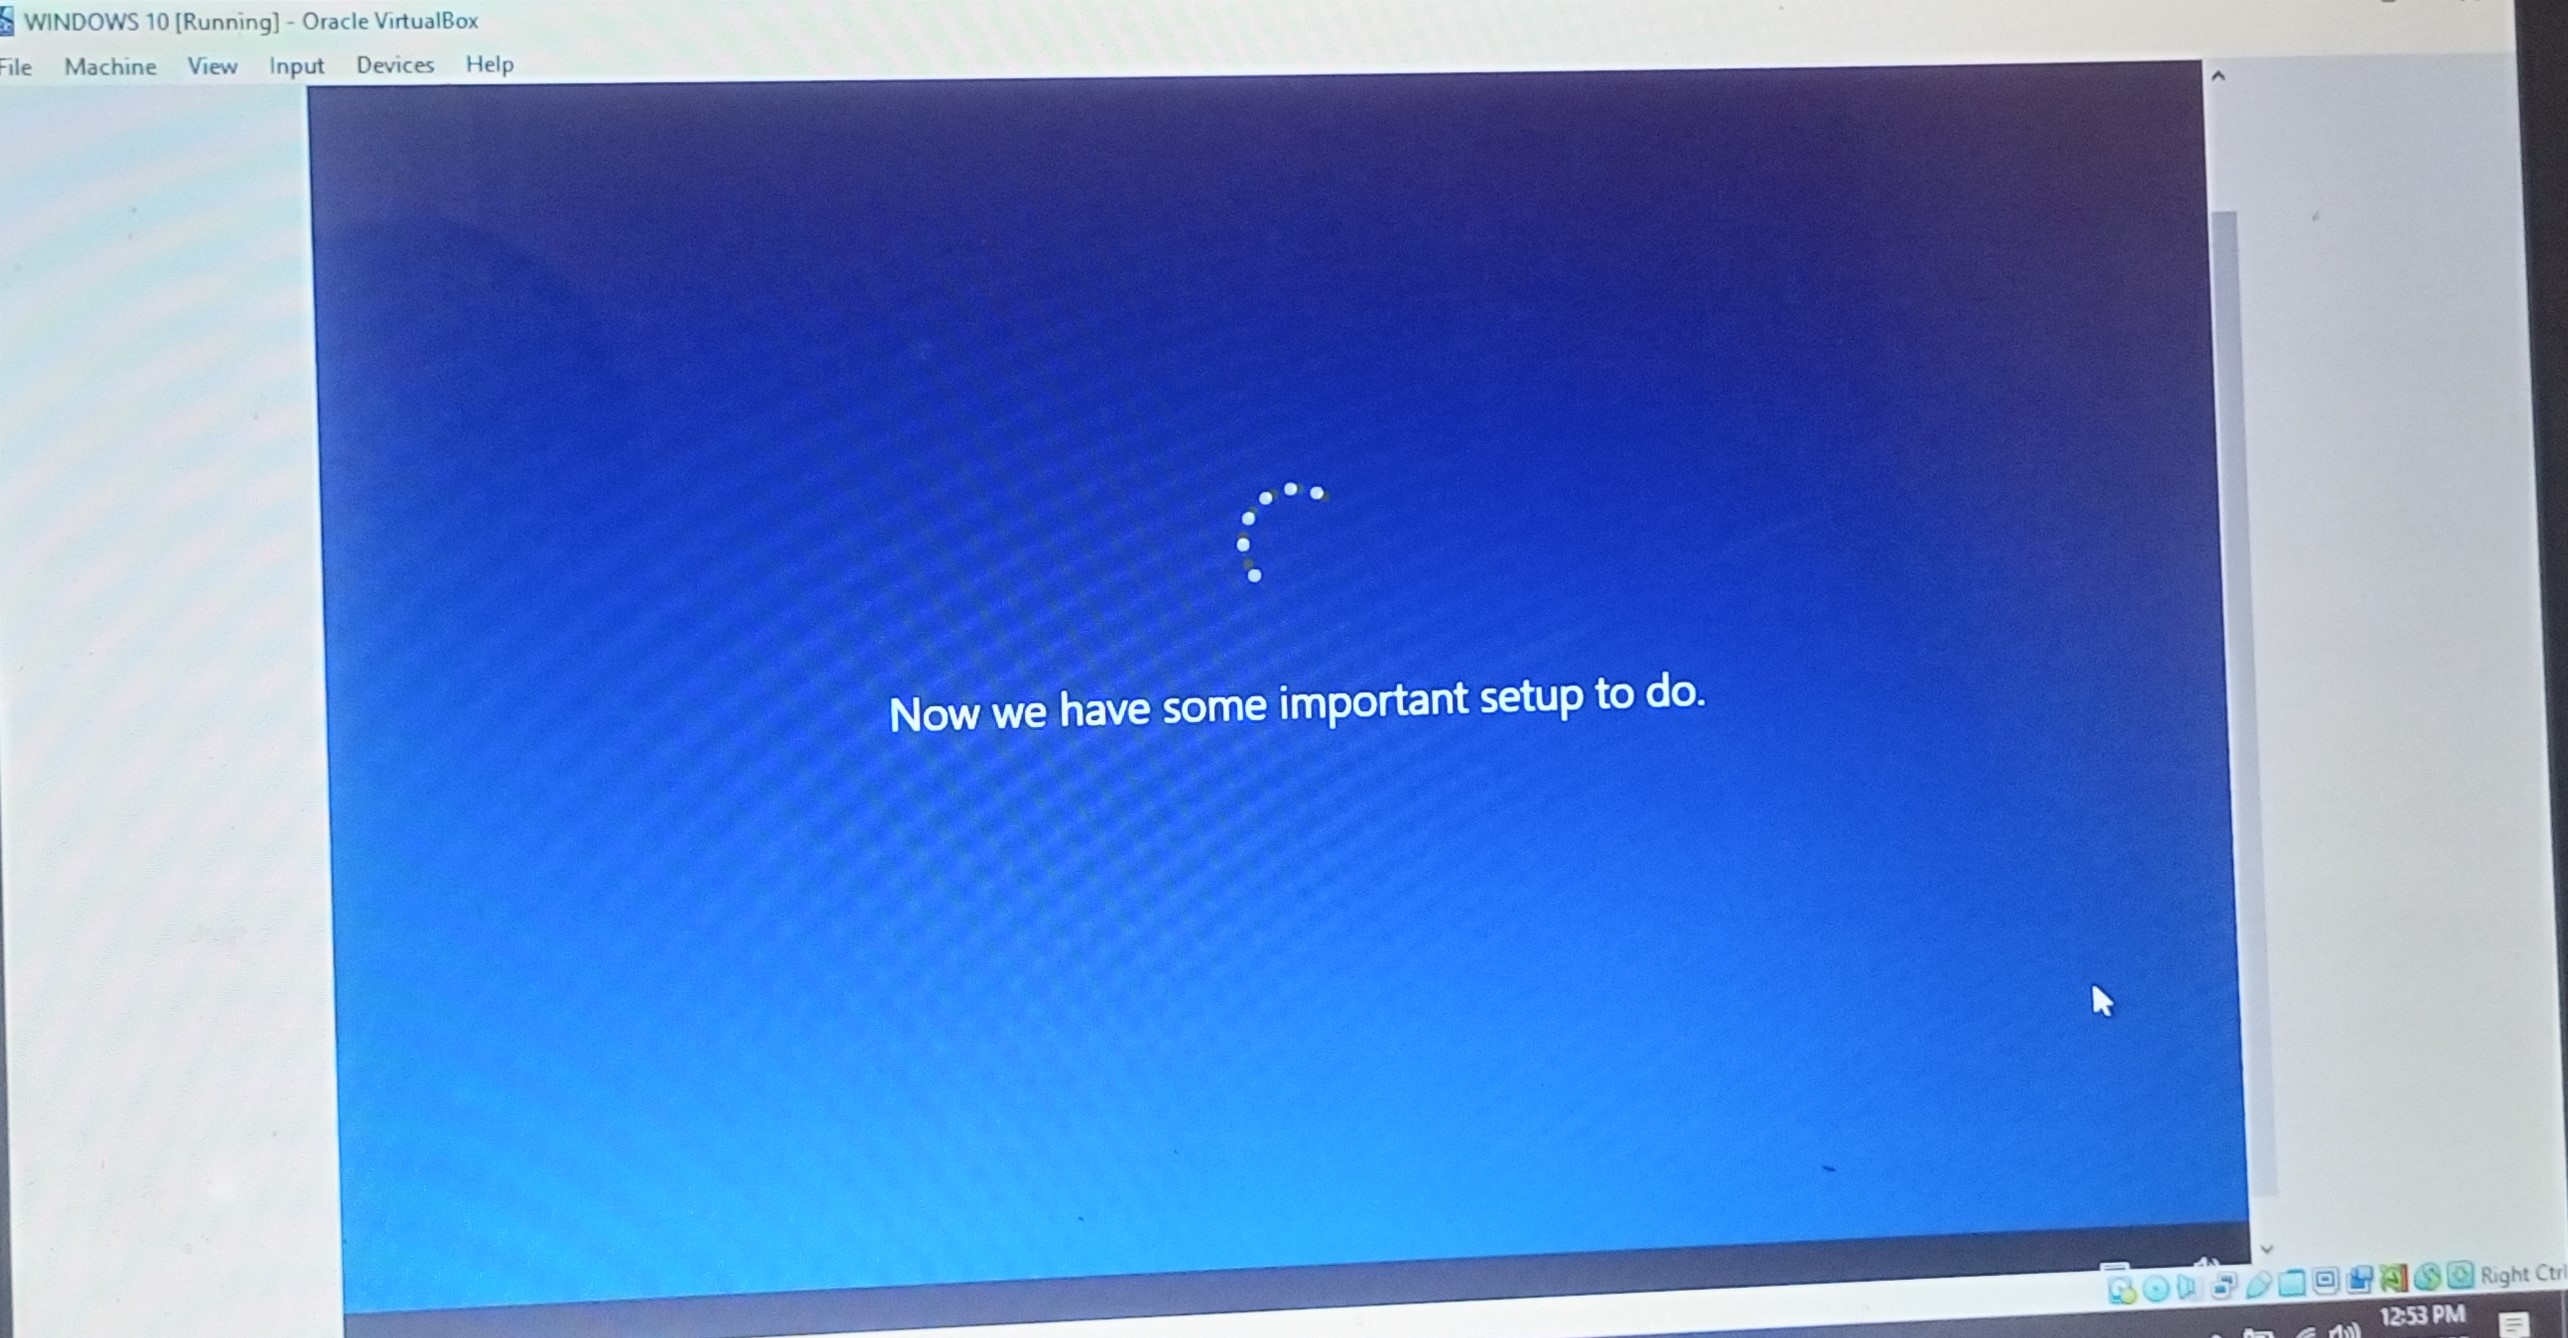 WINDOWS 10 [Running] - Oracle VirtualBox
File Machine View Input Devices Help
Now we have some important setup to do.
Right Ctrl
12:53 PM